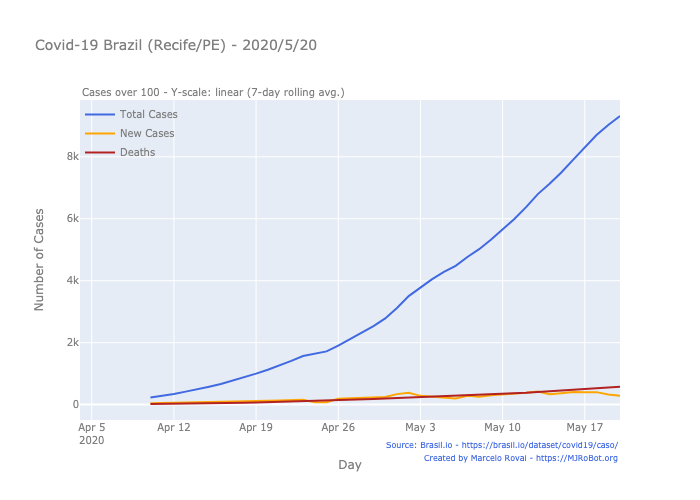 Covid-19 Brazil (Recife/PE) - 2020/5/20
Cases over 100 - Y-scale: linear (7-day rolling avg.)
Total Cases
New Cases
Deaths
8k
6k
4k
2k
0
Number of Cases
Apr 5
2020
Apr 12
Apr 19
Apr 26
May 3
May 10
May 17
Day
Source: Brasil.io - https://brasil.io/dataset/covid19/caso/
Created by Marcelo Rovai - https://MJRoBot.org